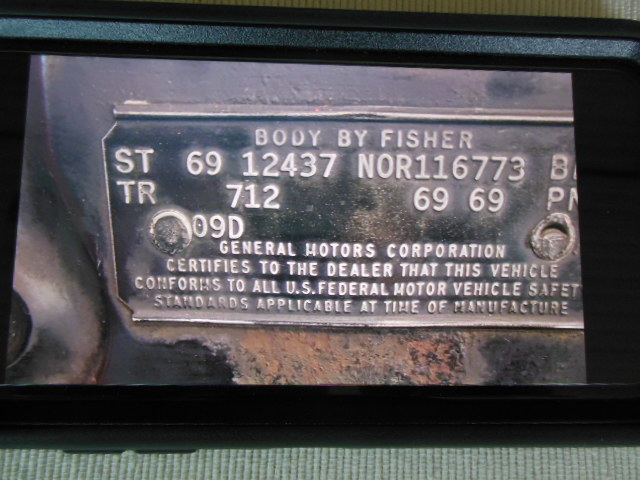 BODY BY FISHER
ST 69 12437 NOR116773
TR 712 69 69
09D
GENERAL MOTORS CORPORATION
CERTIFIES TO THE DEALER THAT THIS VEHICLE
CONFORMS TO ALL U.S. FEDERAL MOTOR VEHICLE SAFET
STANDARDS APPLICABLE AT TIME OF MANUFACTURE